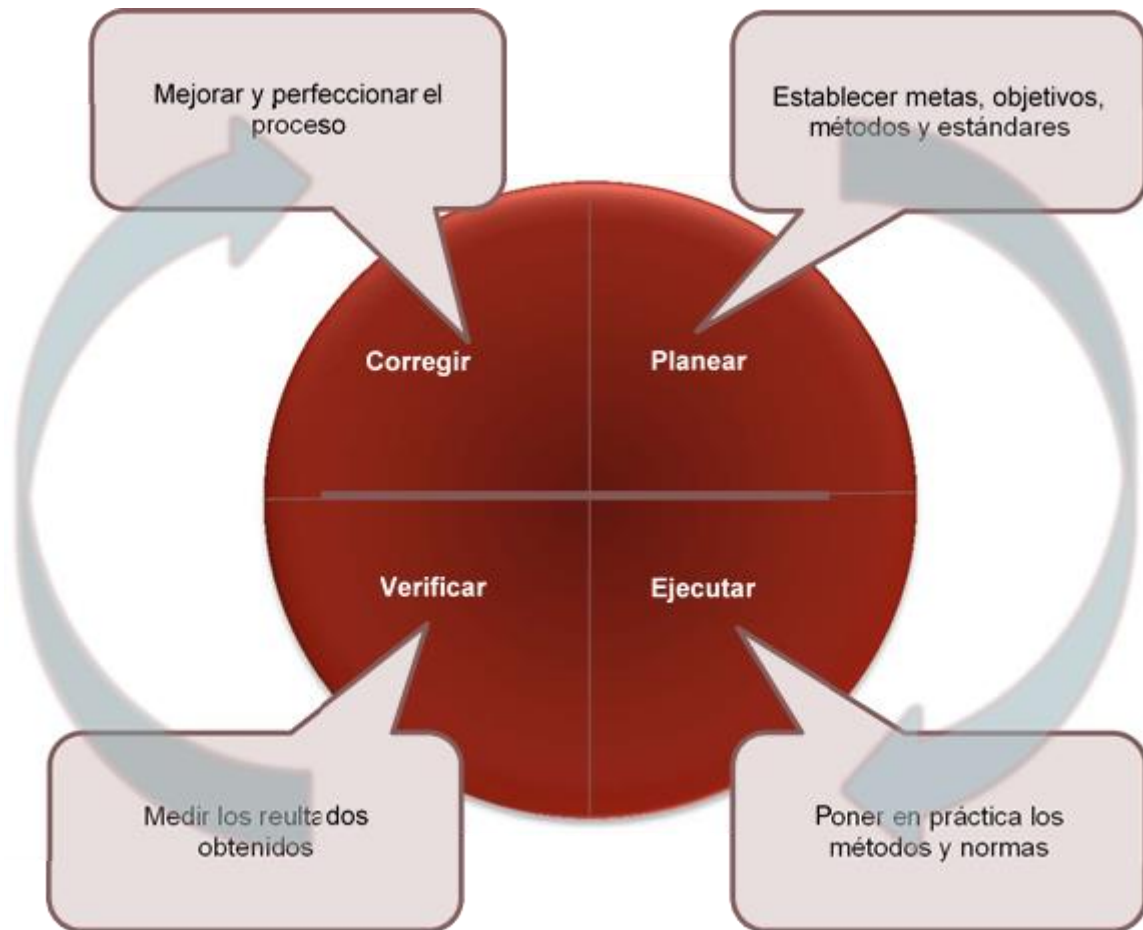 Mejorar y perfeccionar el
proceso
Establecer metas, objetivos,
métodos y estándares
Corregir
Planear
Verificar
Ejecutar
Medir los reultados
obtenidos
Poner en práctica los
métodos y normas